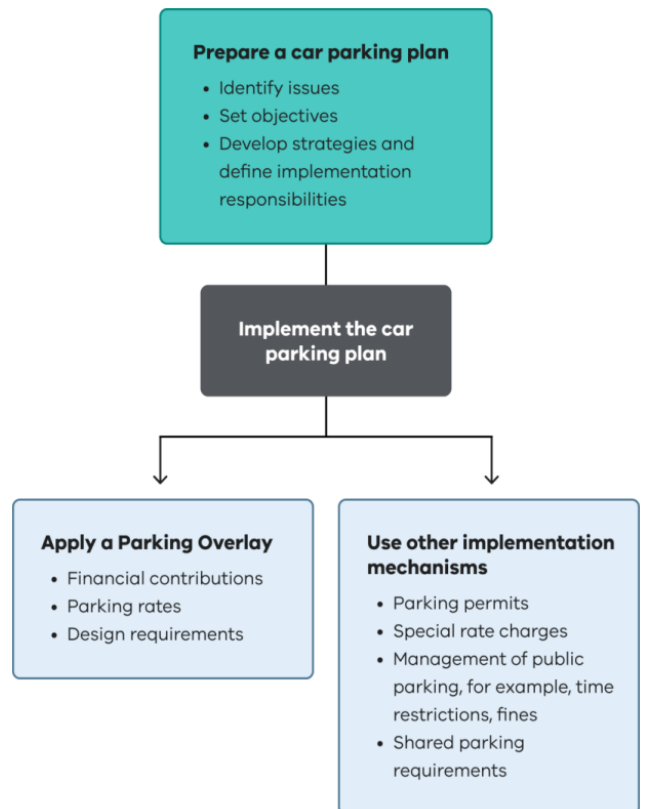 Prepare a car parking plan
• Identify issues
• Set objectives
• Develop strategies and
define implementation
responsibilities
Implement the car
parking plan
Apply a Parking Overlay
• Financial contributions
• Parking rates
• Design requirements
Use other implementation
mechanisms
• Parking permits
• Special rate charges
• Management of public
parking, for example, time
restrictions, fines
• Shared parking
requirements